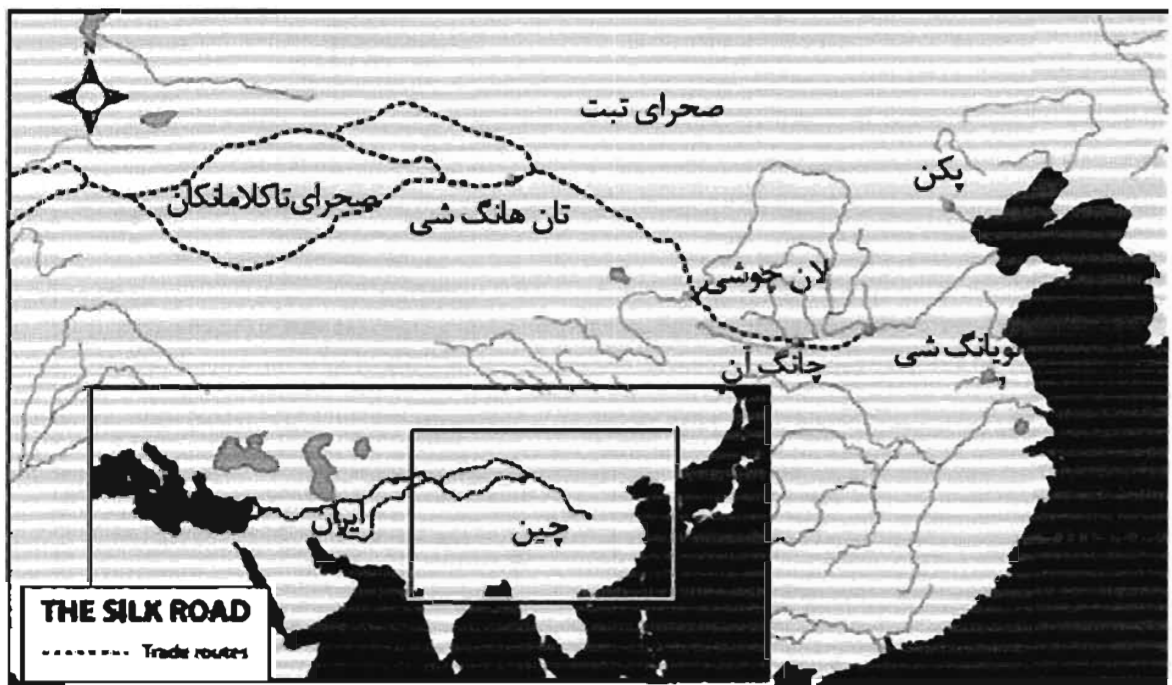 صحرای تبت
پکن
صحرای تاکلامانکان
تان هانگ شی
لان چوشی
لویانگ شی
چانگ آن
ایران
چین
THE SILK ROAD
Trade routes